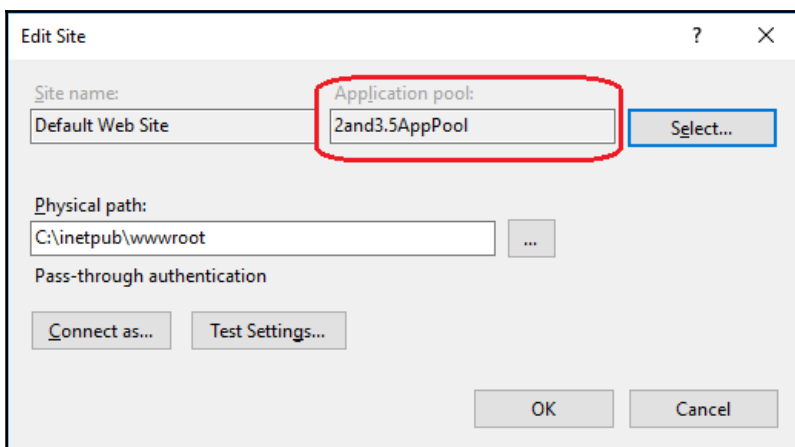 Edit Site
?
Site name:
Application pool:
Default Web Site
2and3.5AppPool
Select...
Physical path:
C:\inetpub\wwwroot
...
Pass-through authentication
Connect as...
Test Settings...
OK
Cancel